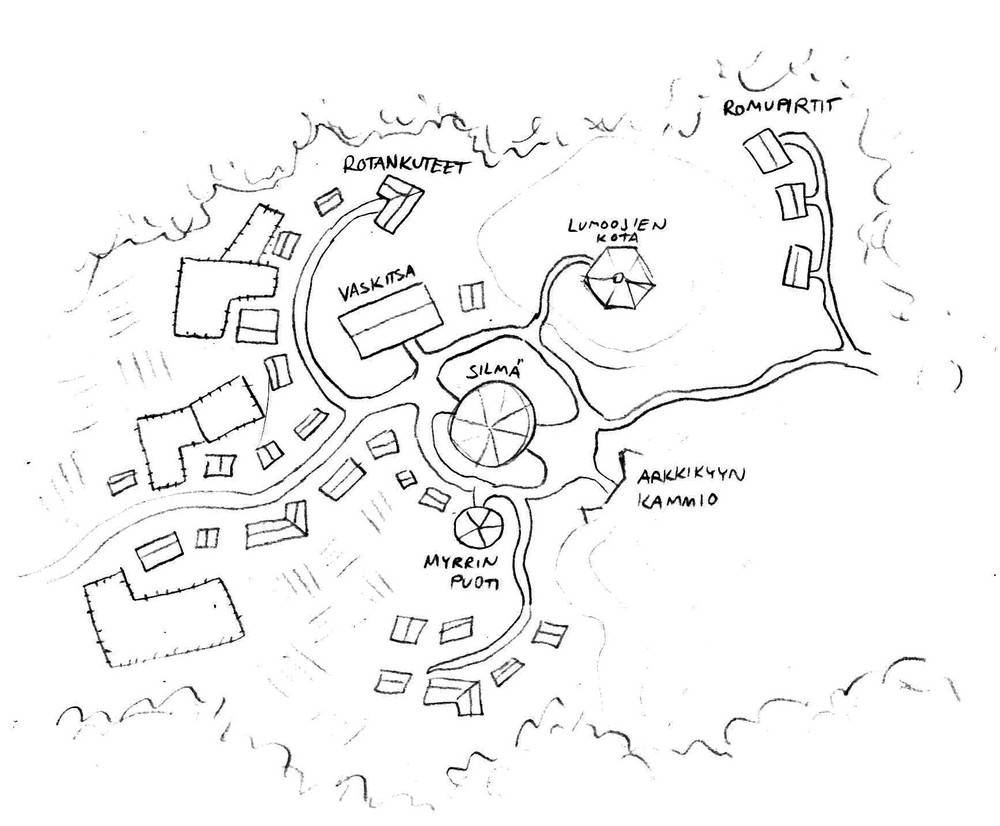 ROMUPIRTIT
ROTANKUTEET
LUMOOJIEN
KOTA
VASKITSA
SILMÄ
ARKKIKYYN
KAMMIO
MYRRIN
PUOTI